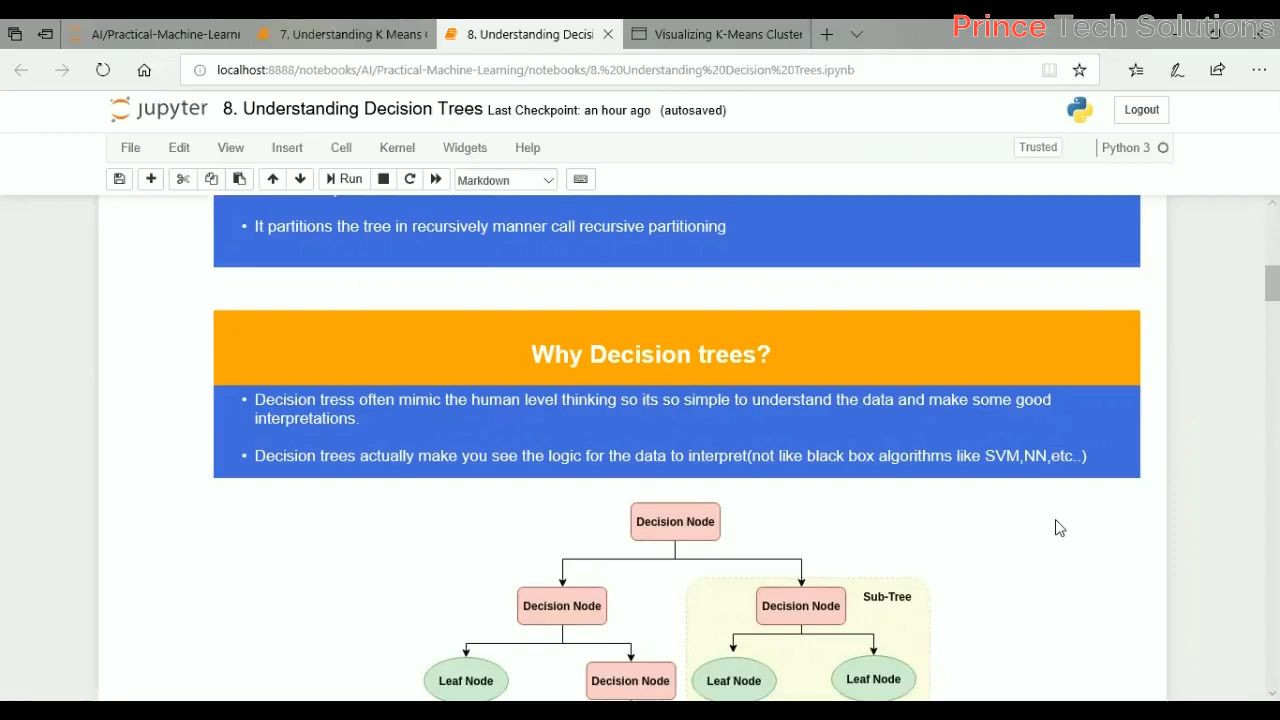 Prince Tech Solutions
AI/Practical-Machine-Learni
7. Understanding K Means C
8. Understanding Decisi
Visualizing K-Means Cluster
localhost:8888/notebooks/AI/Practical-Machine-Learning/notebooks/8.%20Understanding%20Decision%20Trees.ipynb
jupyter 8. Understanding Decision Trees Last Checkpoint: an hour ago (autosaved)
Logout
File Edit View Insert Cell Kernel Widgets Help
Trusted
Python 3
Run
Markdown
• It partitions the tree in recursively manner call recursive partitioning
Why Decision trees?
• Decision tress often mimic the human level thinking so its so simple to understand the data and make some good
interpretations.
• Decision trees actually make you see the logic for the data to interpret(not like black box algorithms like SVM,NN,etc..)
Decision Node
Decision Node
Decision Node
Sub-Tree
Leaf Node
Decision Node
Leaf Node
Leaf Node